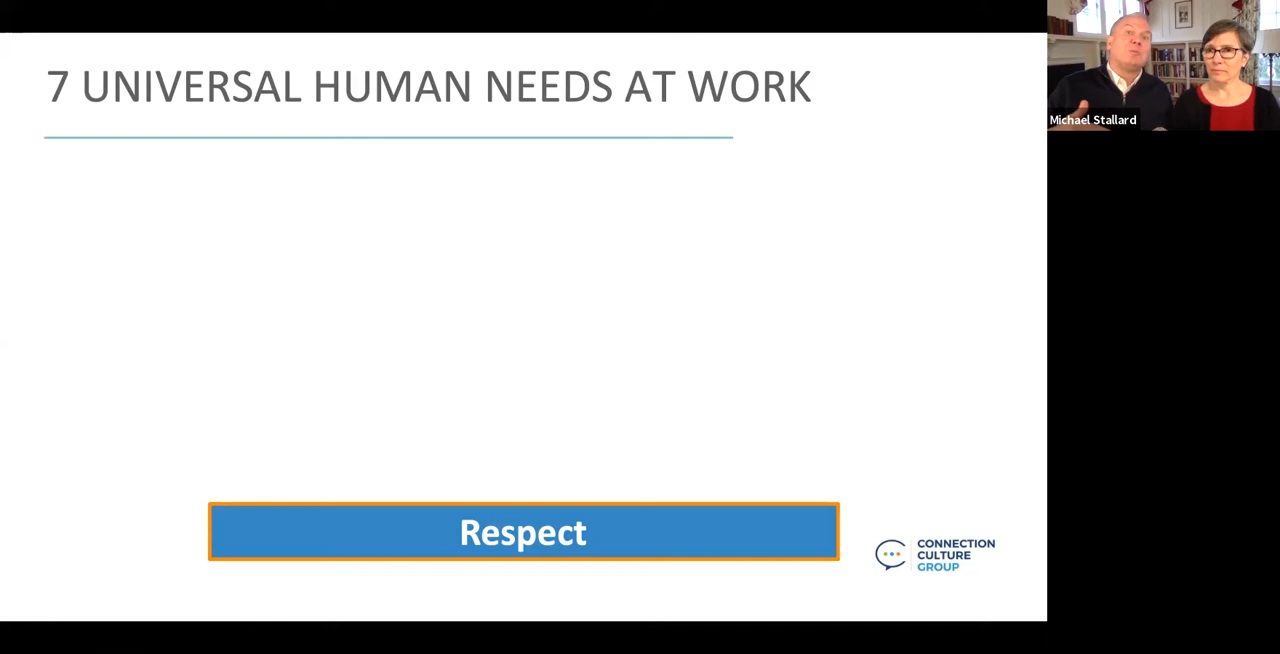 7 UNIVERSAL HUMAN NEEDS AT WORK
Michael Stallard
Respect
CONNECTION
CULTURE
GROUP